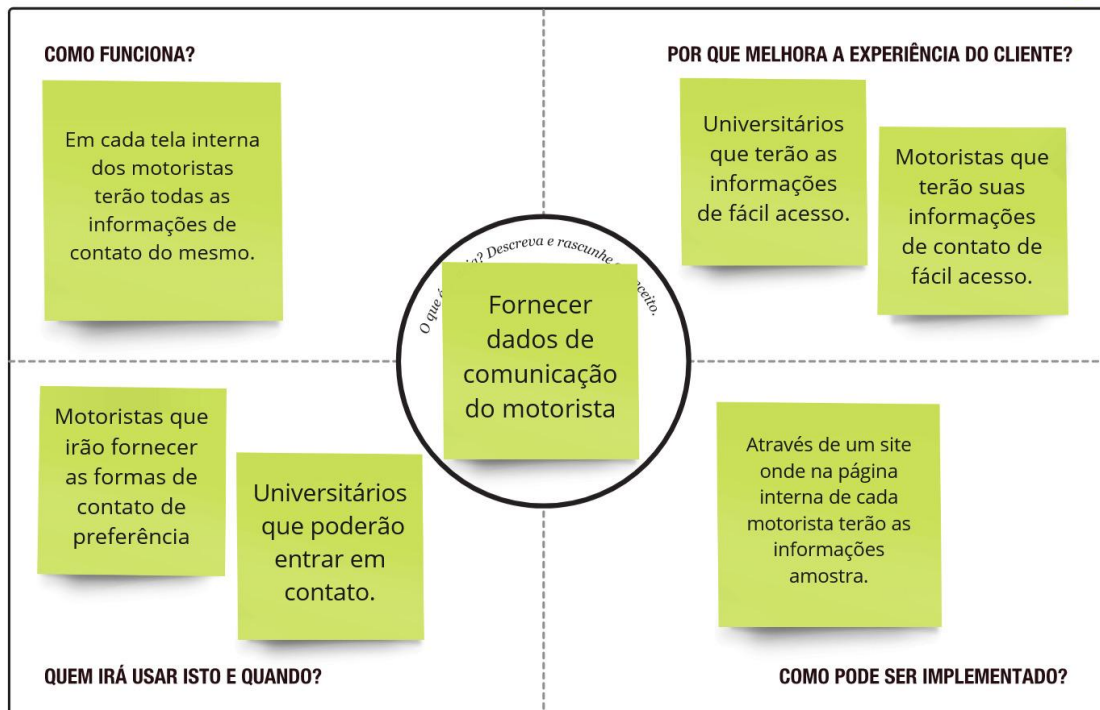 COMO FUNCIONA?
Em cada tela interna
dos motoristas
terão todas as
informações de
contato do mesmo.
POR QUE MELHORA A EXPERIÊNCIA DO CLIENTE?
Universitários
que terão as
informações
de fácil acesso.
Motoristas que
terão suas
informações
de contato de
fácil acesso.
O que é? Descreva e rascunhe
Fornecer
dados de
comunicação
do motorista
Motoristas que
irão fornecer
as formas de
contato de
preferência
Universitários
que poderão
entrar em
contato.
QUEM IRÁ USAR ISTO E QUANDO?
Através de um site
onde na página
interna de cada
motorista terão as
informações
amostra.
COMO PODE SER IMPLEMENTADO?